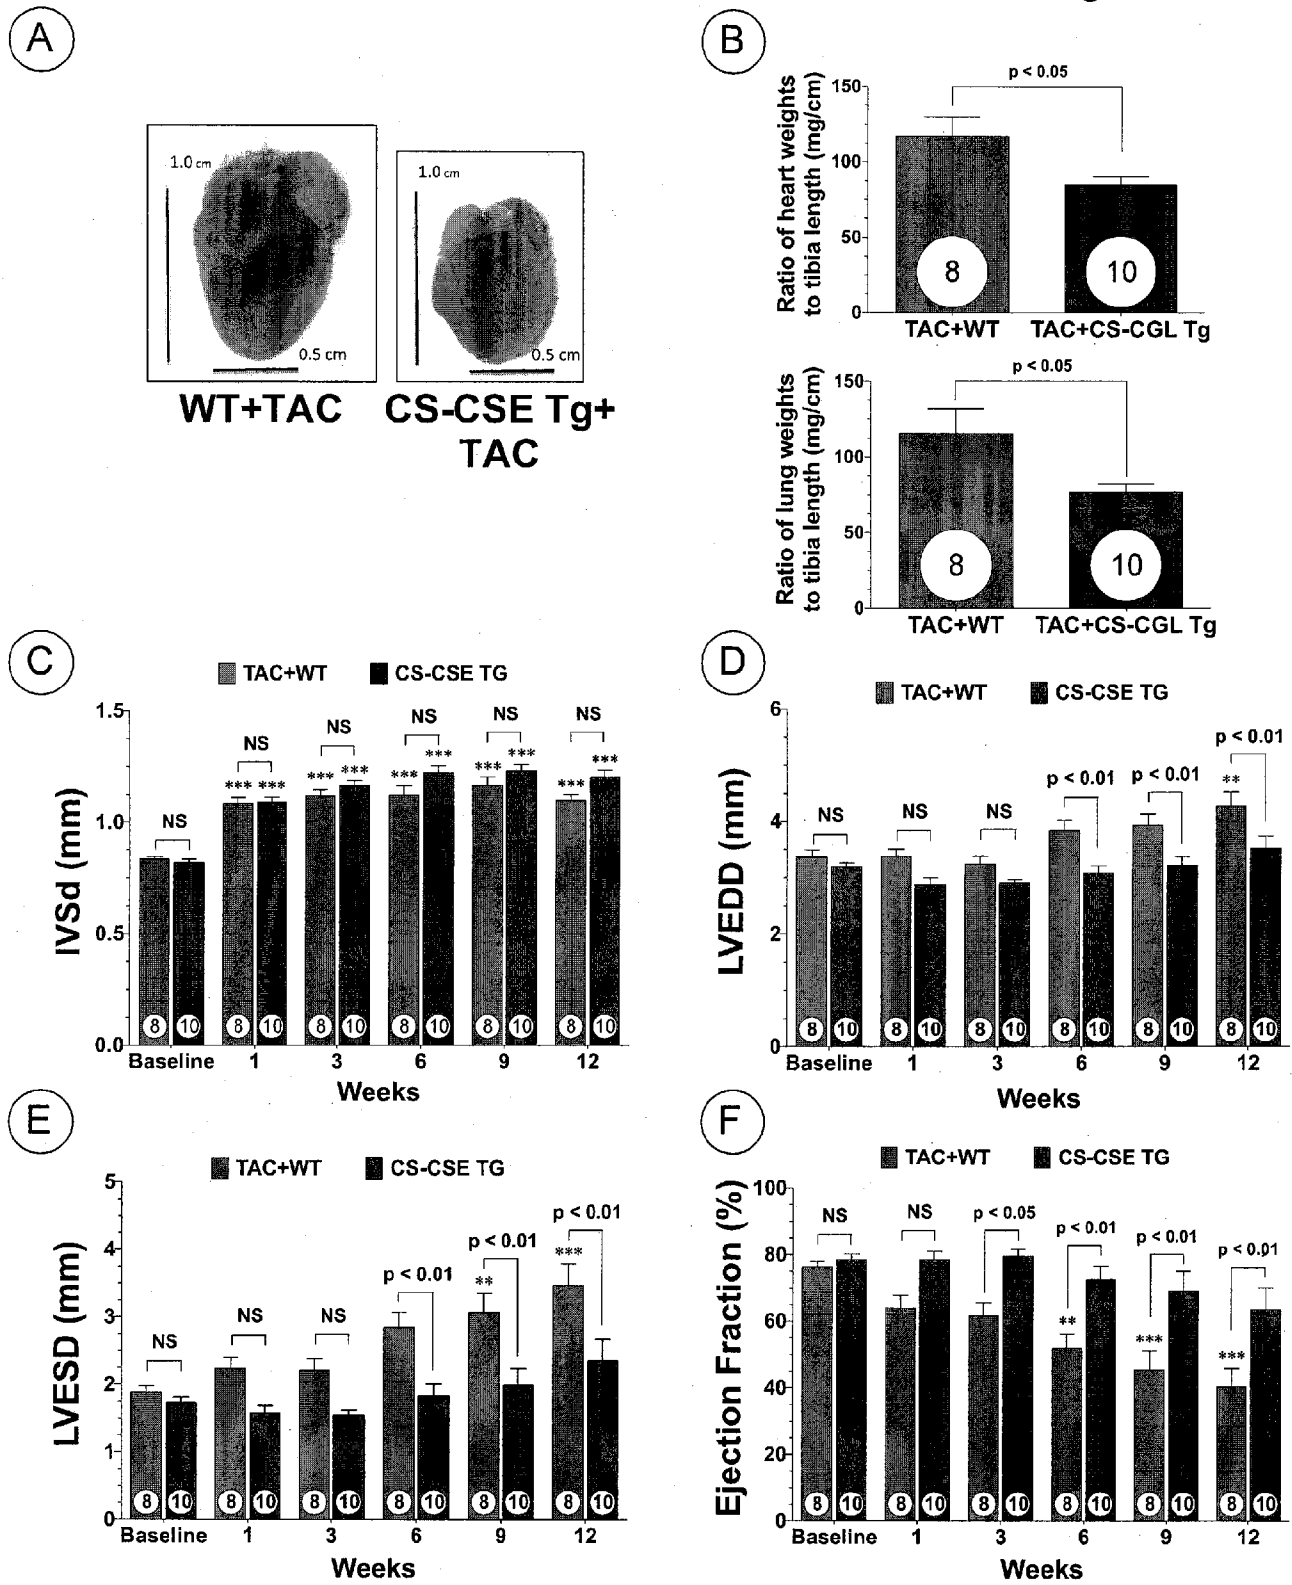 A
1.0 cm
0.5 cm
WT+TAC
1.0 cm
0.5 cm
CS-CSE Tg+
TAC
B
Ratio of heart weights
to tibia length (mg/cm)
150
100
50
0
p < 0.05
8
10
TAC+WT
TAC+CS-CGL Tg
Ratio of lung weights
to tibia length (mg/cm)
150
100
50
0
p < 0.05
8
10
TAC+WT
TAC+CS-CGL Tg
C
TAC+WT
CS-CSE TG
IVSd (mm)
1.5
1.0
0.5
0.0
NS
NS
NS
NS
NS
NS
*** ***
*** ***
*** ***
*** ***
*** ***
8 10 8 10 8 10 8 10 8 10 8 10
Baseline 1 3 6 9 12
Weeks
D
TAC+WT
CS-CSE TG
LVEDD (mm)
6
4
2
0
NS
NS
NS
p < 0.01
p < 0.01
p < 0.01
**
8 10 8 10 8 10 8 10 8 10 8 10
Baseline 1 3 6 9 12
Weeks
E
TAC+WT
CS-CSE TG
LVESD (mm)
5
4
3
2
1
0
NS
NS
NS
p < 0.01
p < 0.01
p < 0.01
**
***
8 10 8 10 8 10 8 10 8 10 8 10
Baseline 1 3 6 9 12
Weeks
F
TAC+WT
CS-CSE TG
Ejection Fraction (%)
100
80
60
40
20
0
NS
NS
p < 0.05
p < 0.01
p < 0.01
p < 0.01
**
***
***
8 10 8 10 8 10 8 10 8 10 8 10
Baseline 1 3 6 9 12
Weeks